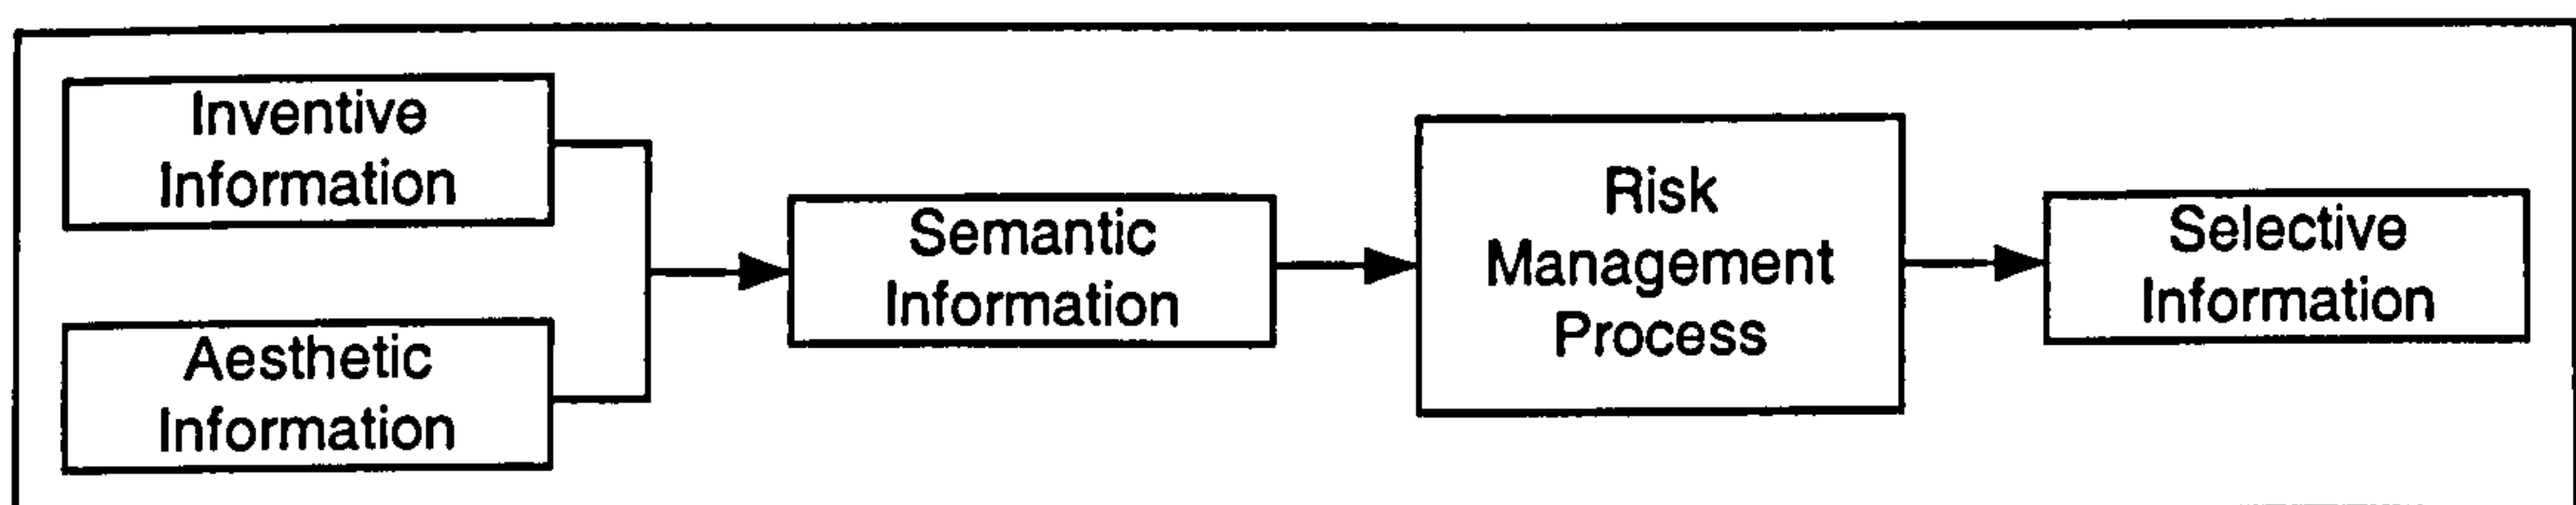 Inventive
Information
Aesthetic
Information
Semantic
Information
Risk
Management
Process
Selective
Information